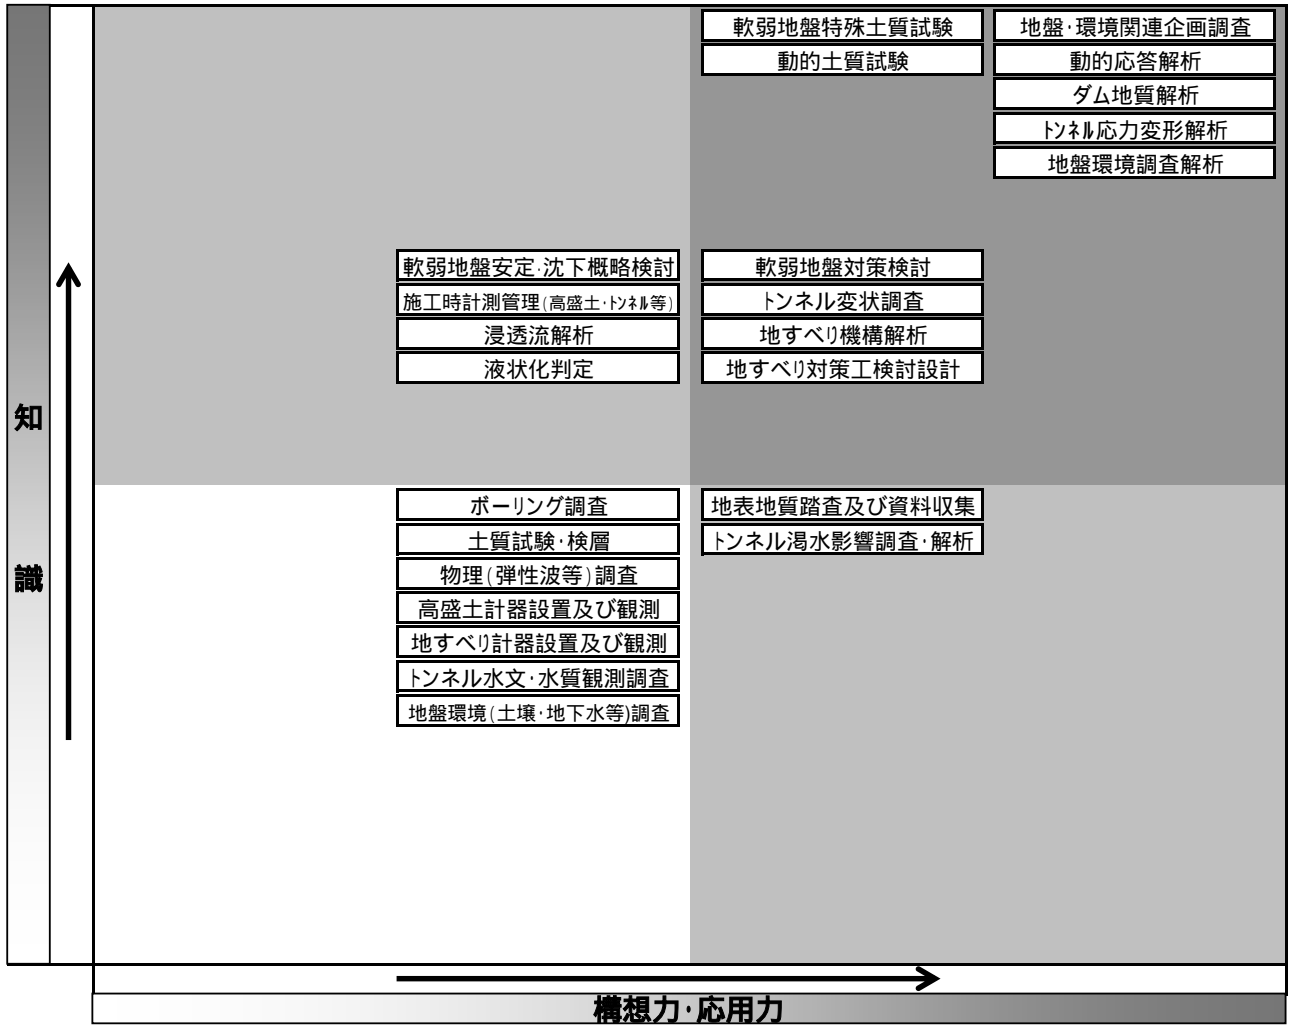 軟弱地盤特殊土質試験
動的土質試験
地盤・環境関連企画調査
動的応答解析
ダム地質解析
トンネル応力変形解析
地盤環境調査解析
軟弱地盤安定・沈下概略検討
施工時計測管理(高盛土・トンネル等)
浸透流解析
液状化判定
軟弱地盤対策検討
トンネル変状調査
地すべり機構解析
地すべり対策工検討設計
知
識
ボーリング調査
土質試験・検層
物理(弾性波等)調査
高盛土計器設置及び観測
地すべり計器設置及び観測
トンネル水文・水質観測調査
地盤環境(土壌・地下水等)調査
地表地質踏査及び資料収集
トンネル渇水影響調査・解析
構想力・応用力